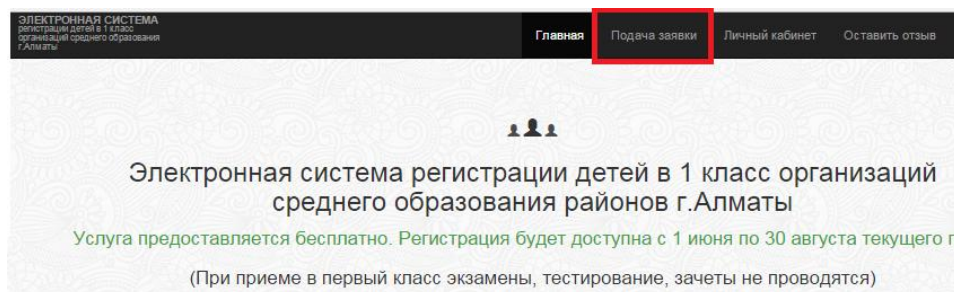 ЭЛЕКТРОННАЯ СИСТЕМА
регистрации детей в 1 класс
организаций среднего образования
г.Алматы
Главная Подача заявки Личный кабинет Оставить отзыв
Электронная система регистрации детей в 1 класс организаций
среднего образования районов г.Алматы
Услуга предоставляется бесплатно. Регистрация будет доступна с 1 июня по 30 августа текущего г
(При приеме в первый класс экзамены, тестирование, зачеты не проводятся)